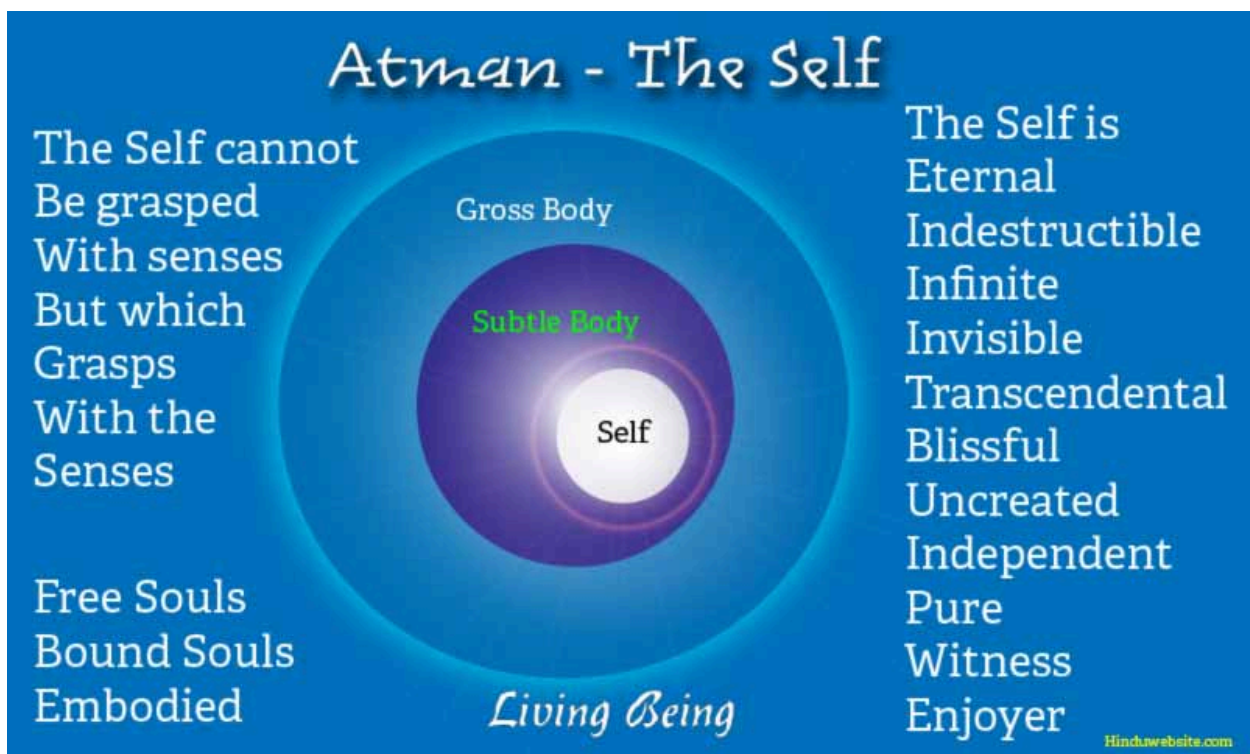 Atman - The Self
The Self cannot
Be grasped
With senses
But which
Grasps
With the
Senses
Free Souls
Bound Souls
Embodied
Gross Body
Subtle Body
Self
Living Being
The Self is
Eternal
Indestructible
Infinite
Invisible
Transcendental
Blissful
Uncreated
Independent
Pure
Witness
Enjoyer
Hinduwebsite.com